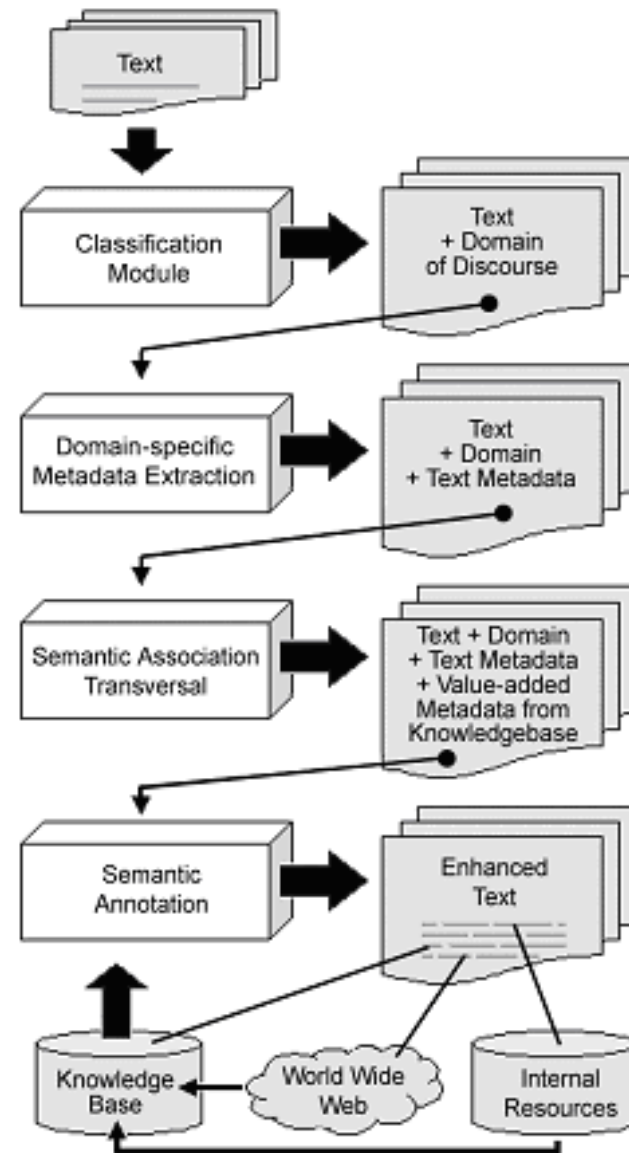 Text
Classification
Module
Text
+ Domain
of Discourse
Domain-specific
Metadata Extraction
Text
+ Domain
+ Text Metadata
Semantic Association
Transversal
Text + Domain
+ Text Metadata
+ Value-added
Metadata from
Knowledgebase
Semantic
Annotation
Enhanced
Text
Knowledge
Base
World Wide
Web
Internal
Resources